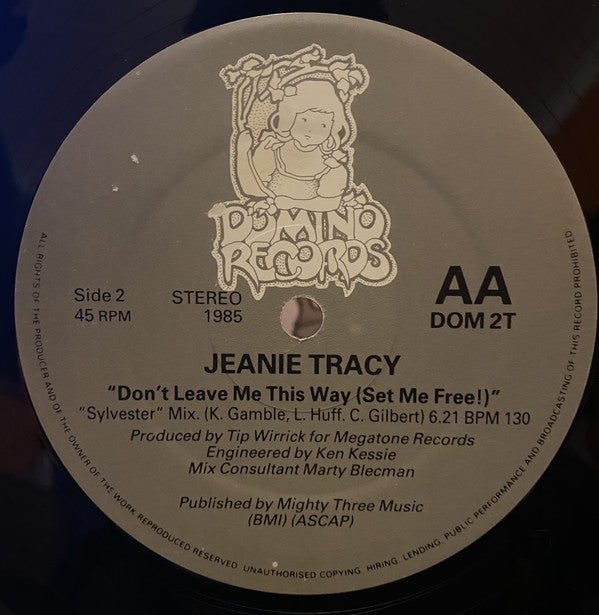 DOMINO
RECORDS
Side 2
45 RPM
STEREO
1985
AA
DOM 2T
JEANIE TRACY
“Don't Leave Me This Way (Set Me Free!)”
“Sylvester” Mix. (K. Gamble, L. Huff. C. Gilbert) 6.21 BPM 130
Produced by Tip Wirrick for Megatone Records
Engineered by Ken Kessie
Mix Consultant Marty Blecman
Published by Mighty Three Music
(BMI) (ASCAP)
ALL RIGHTS OF THE PRODUCER AND OF THE OWNER OF THE WORK REPRODUCED RESERVED. UNAUTHORISED COPYING, HIRING, LENDING, PUBLIC PERFORMANCE AND BROADCASTING OF THIS RECORD PROHIBITED